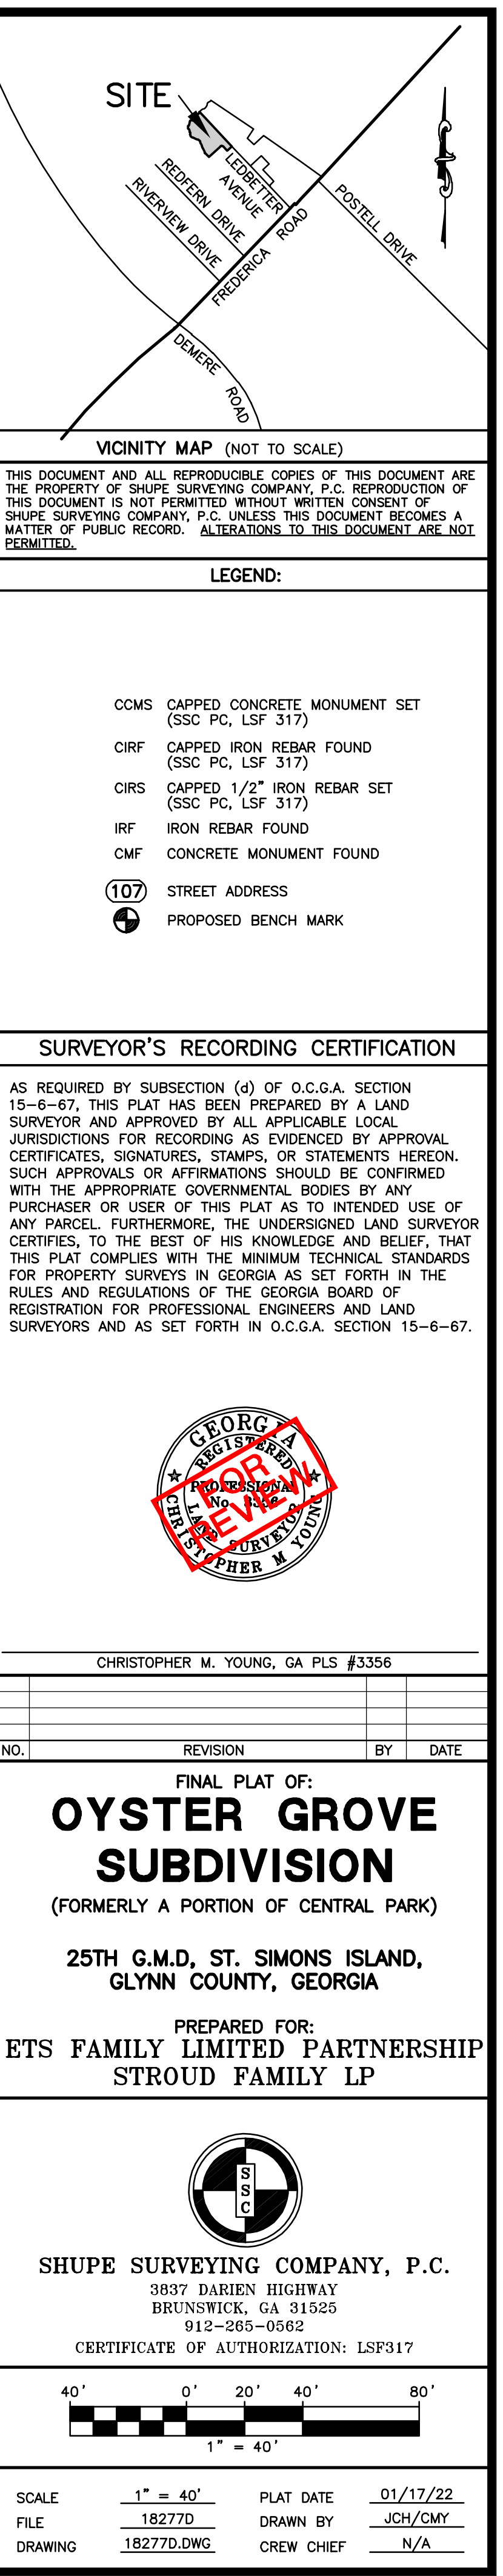 SITE
LEDBETTER
AVENUE
REDFERN DRIVE
RIVERVIEW DRIVE
FREDERICA ROAD
POSTELL DRIVE
DEMERE ROAD
VICINITY MAP (NOT TO SCALE)
THIS DOCUMENT AND ALL REPRODUCIBLE COPIES OF THIS DOCUMENT ARE
THE PROPERTY OF SHUPE SURVEYING COMPANY, P.C. REPRODUCTION OF
THIS DOCUMENT IS NOT PERMITTED WITHOUT WRITTEN CONSENT OF
SHUPE SURVEYING COMPANY, P.C. UNLESS THIS DOCUMENT BECOMES A
MATTER OF PUBLIC RECORD. ALTERATIONS TO THIS DOCUMENT ARE NOT
PERMITTED.
LEGEND:
CCMS CAPPED CONCRETE MONUMENT SET
(SSC PC, LSF 317)
CIRF CAPPED IRON REBAR FOUND
(SSC PC, LSF 317)
CIRS CAPPED 1/2" IRON REBAR SET
(SSC PC, LSF 317)
IRF IRON REBAR FOUND
CMF CONCRETE MONUMENT FOUND
107 STREET ADDRESS
PROPOSED BENCH MARK
SURVEYOR'S RECORDING CERTIFICATION
AS REQUIRED BY SUBSECTION (d) OF O.C.G.A. SECTION
15-6-67, THIS PLAT HAS BEEN PREPARED BY A LAND
SURVEYOR AND APPROVED BY ALL APPLICABLE LOCAL
JURISDICTIONS FOR RECORDING AS EVIDENCED BY APPROVAL
CERTIFICATES, SIGNATURES, STAMPS, OR STATEMENTS HEREON.
SUCH APPROVALS OR AFFIRMATIONS SHOULD BE CONFIRMED
WITH THE APPROPRIATE GOVERNMENTAL BODIES BY ANY
PURCHASER OR USER OF THIS PLAT AS TO INTENDED USE OF
ANY PARCEL. FURTHERMORE, THE UNDERSIGNED LAND SURVEYOR
CERTIFIES, TO THE BEST OF HIS KNOWLEDGE AND BELIEF, THAT
THIS PLAT COMPLIES WITH THE MINIMUM TECHNICAL STANDARDS
FOR PROPERTY SURVEYS IN GEORGIA AS SET FORTH IN THE
RULES AND REGULATIONS OF THE GEORGIA BOARD OF
REGISTRATION FOR PROFESSIONAL ENGINEERS AND LAND
SURVEYORS AND AS SET FORTH IN O.C.G.A. SECTION 15-6-67.
GEORGIA
REGISTERED
PROFESSIONAL
No. 3356
LAND SURVEYOR
CHRISTOPHER M YOUNG
FOR
REVIEW
CHRISTOPHER M. YOUNG, GA PLS #3356
NO. REVISION BY DATE
FINAL PLAT OF:
OYSTER GROVE
SUBDIVISION
(FORMERLY A PORTION OF CENTRAL PARK)
25TH G.M.D, ST. SIMONS ISLAND,
GLYNN COUNTY, GEORGIA
PREPARED FOR:
ETS FAMILY LIMITED PARTNERSHIP
STROUD FAMILY LP
S
S
C
SHUPE SURVEYING COMPANY, P.C.
3837 DARIEN HIGHWAY
BRUNSWICK, GA 31525
912-265-0562
CERTIFICATE OF AUTHORIZATION: LSF317
40' 0' 20' 40' 80'
1" = 40'
SCALE 1" = 40' PLAT DATE 01/17/22
FILE 18277D DRAWN BY JCH/CMY
DRAWING 18277D.DWG CREW CHIEF N/A